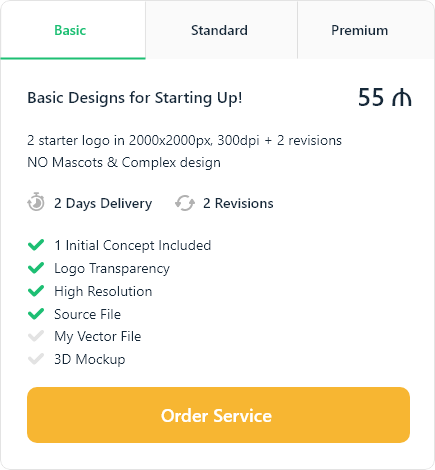 Basic
Standard
Premium
Basic Designs for Starting Up!
55 ₼
2 starter logo in 2000x2000px, 300dpi + 2 revisions
NO Mascots & Complex design
2 Days Delivery
2 Revisions
1 Initial Concept Included
Logo Transparency
High Resolution
Source File
My Vector File
3D Mockup
Order Service